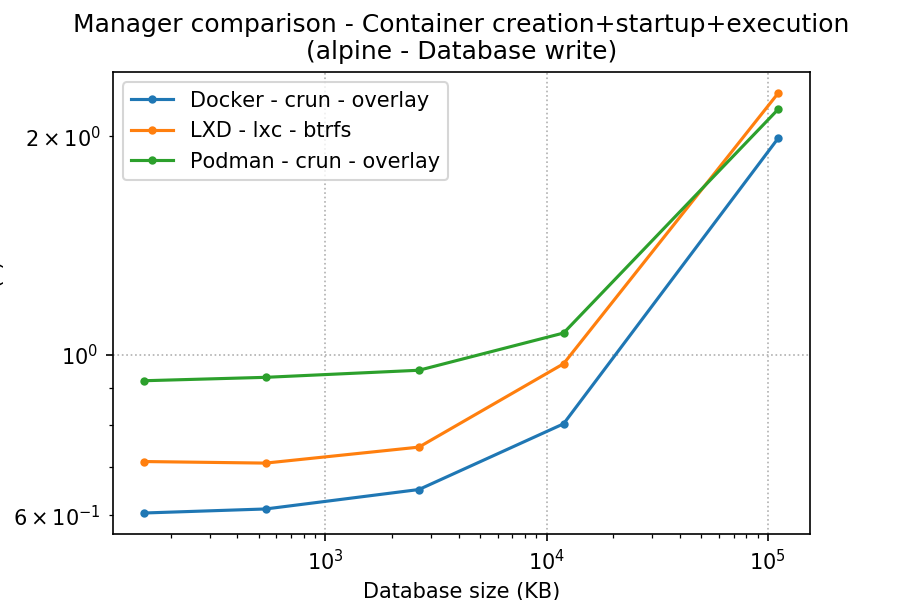 Manager comparison - Container creation+startup+execution
(alpine - Database write)
Docker - crun - overlay
LXD - lxc - btrfs
Podman - crun - overlay
2 × 10⁰
10⁰
6 × 10⁻¹
10³ 10⁴ 10⁵
Database size (KB)